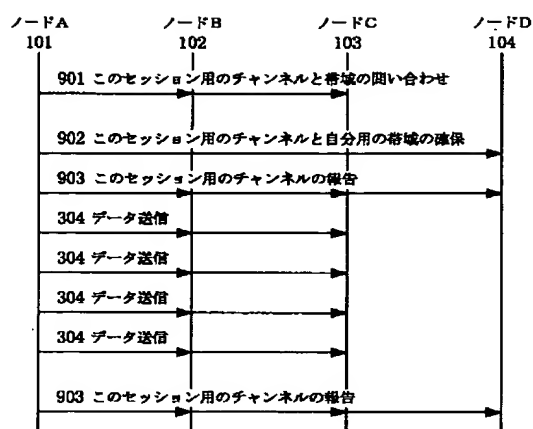 ノードA ノードB ノードC ノードD
101 102 103 104
901 このセッション用のチャンネルと帯域の問い合わせ
902 このセッション用のチャンネルと自分用の帯域の確保
903 このセッション用のチャンネルの報告
304 データ送信
304 データ送信
304 データ送信
304 データ送信
903 このセッション用のチャンネルの報告